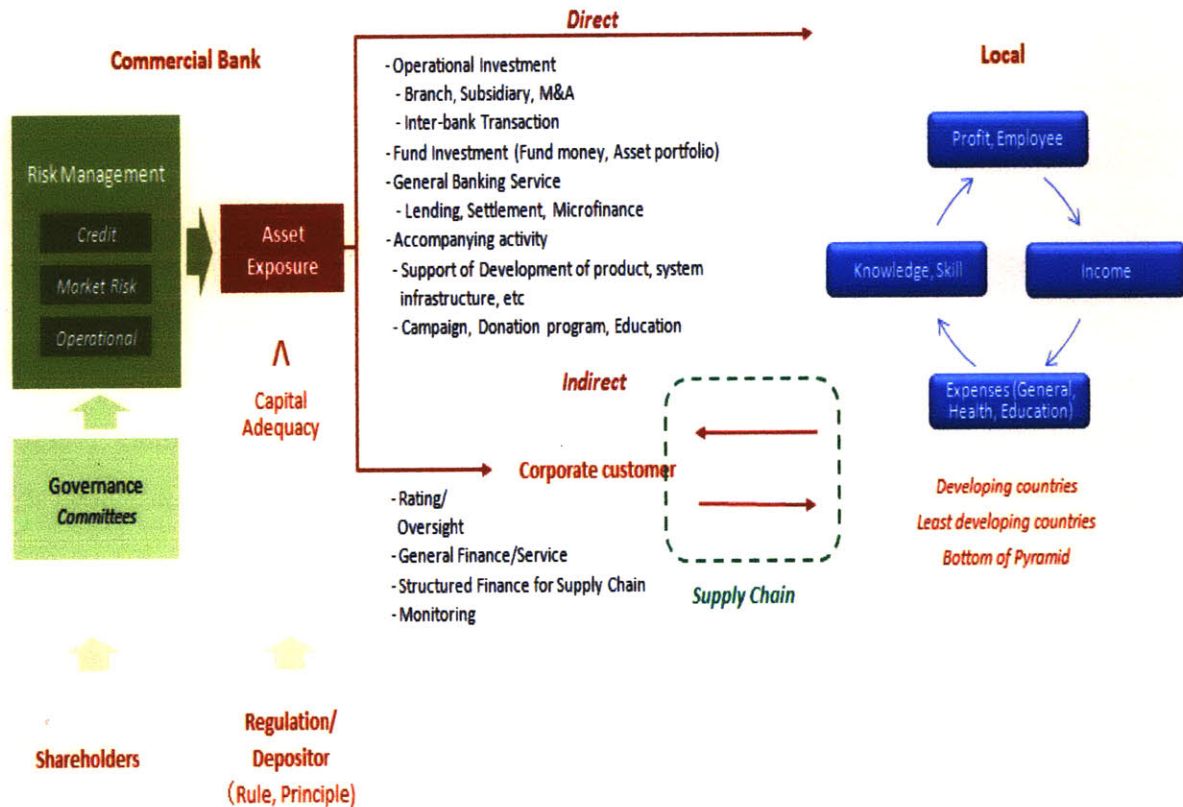 Direct
Commercial Bank
Local
- Operational Investment
- Branch, Subsidiary, M&A
- Inter-bank Transaction
- Fund Investment (Fund money, Asset portfolio)
- General Banking Service
- Lending, Settlement, Microfinance
- Accompanying activity
- Support of Development of product, system
infrastructure, etc
- Campaign, Donation program, Education
Risk Management
Credit
Market Risk
Operational
Asset
Exposure
Λ
Capital
Adequacy
Governance
Committees
Profit, Employee
Knowledge, Skill
Income
Expenses (General,
Health, Education)
Indirect
Corporate customer
- Rating/
Oversight
- General Finance/Service
- Structured Finance for Supply Chain
- Monitoring
Supply Chain
Developing countries
Least developing countries
Bottom of Pyramid
Shareholders
Regulation/
Depositor
(Rule, Principle)